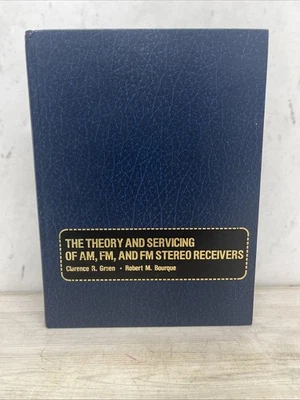 THE THEORY AND SERVICING
OF AM, FM, AND FM STEREO RECEIVERS
Clarence R. Green • Robert M. Bourque